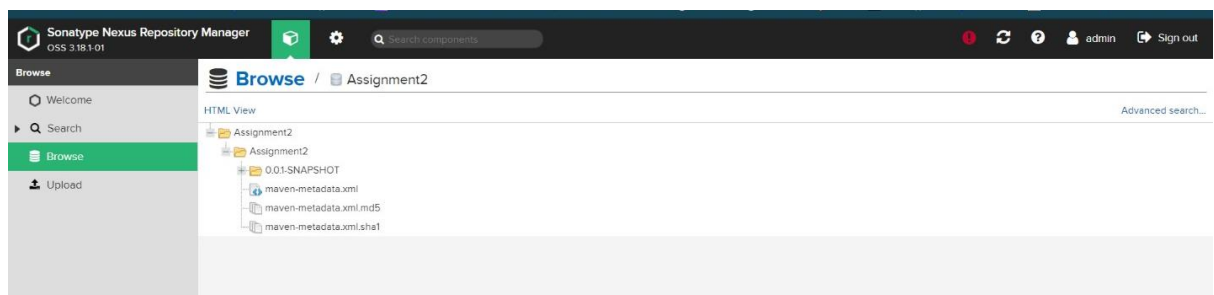 Sonatype Nexus Repository Manager
OSS 3.18.1-01
Search components
admin
Sign out
Browse
Browse / Assignment2
Welcome
HTML View
Advanced search...
Search
Assignment2
Browse
Assignment2
0.0.1-SNAPSHOT
Upload
maven-metadata.xml
maven-metadata.xml.md5
maven-metadata.xml.sha1